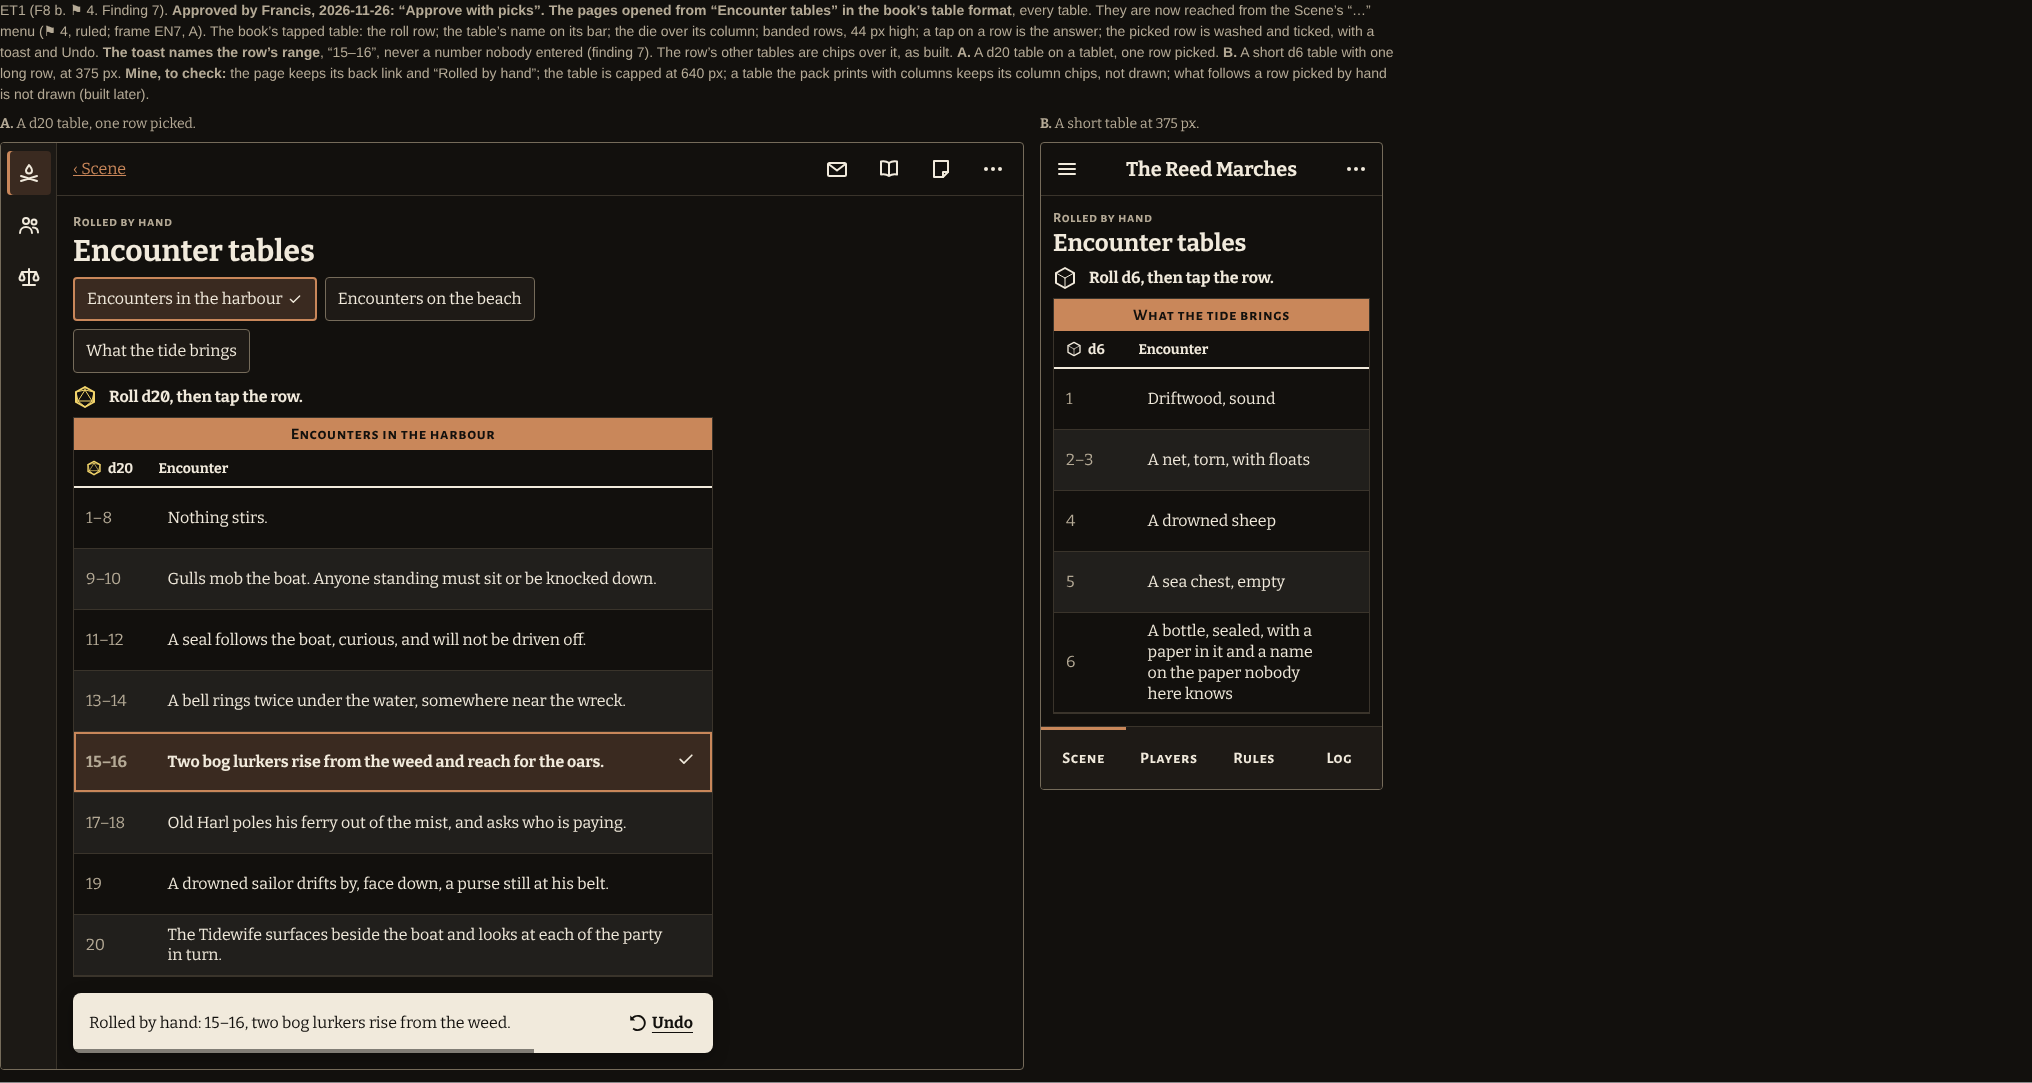 ET1 (F8 b. ⚑ 4. Finding 7). Approved by Francis, 2026-11-26: “Approve with picks”. The pages opened from “Encounter tables” in the book’s table format, every table. They are now reached from the Scene’s “…”
menu (⚑ 4, ruled; frame EN7, A). The book’s tapped table: the roll row; the table’s name on its bar; the die over its column; banded rows, 44 px high; a tap on a row is the answer; the picked row is washed and ticked, with a
toast and Undo. The toast names the row’s range, “15–16”, never a number nobody entered (finding 7). The row’s other tables are chips over it, as built. A. A d20 table on a tablet, one row picked. B. A short d6 table with one
long row, at 375 px. Mine, to check: the page keeps its back link and “Rolled by hand”; the table is capped at 640 px; a table the pack prints with columns keeps its column chips, not drawn; what follows a row picked by hand
is not drawn (built later).
A. A d20 table, one row picked.
‹ Scene
Rolled by hand
Encounter tables
Encounters in the harbour ✓
Encounters on the beach
What the tide brings
Roll d20, then tap the row.
Encounters in the harbour
d20 Encounter
1–8 Nothing stirs.
9–10 Gulls mob the boat. Anyone standing must sit or be knocked down.
11–12 A seal follows the boat, curious, and will not be driven off.
13–14 A bell rings twice under the water, somewhere near the wreck.
15–16 Two bog lurkers rise from the weed and reach for the oars. ✓
17–18 Old Harl poles his ferry out of the mist, and asks who is paying.
19 A drowned sailor drifts by, face down, a purse still at his belt.
20 The Tidewife surfaces beside the boat and looks at each of the party
in turn.
Rolled by hand: 15–16, two bog lurkers rise from the weed.
Undo
B. A short table at 375 px.
The Reed Marches
Rolled by hand
Encounter tables
Roll d6, then tap the row.
What the tide brings
d6 Encounter
1 Driftwood, sound
2–3 A net, torn, with floats
4 A drowned sheep
5 A sea chest, empty
6 A bottle, sealed, with a
paper in it and a name
on the paper nobody
here knows
Scene Players Rules Log